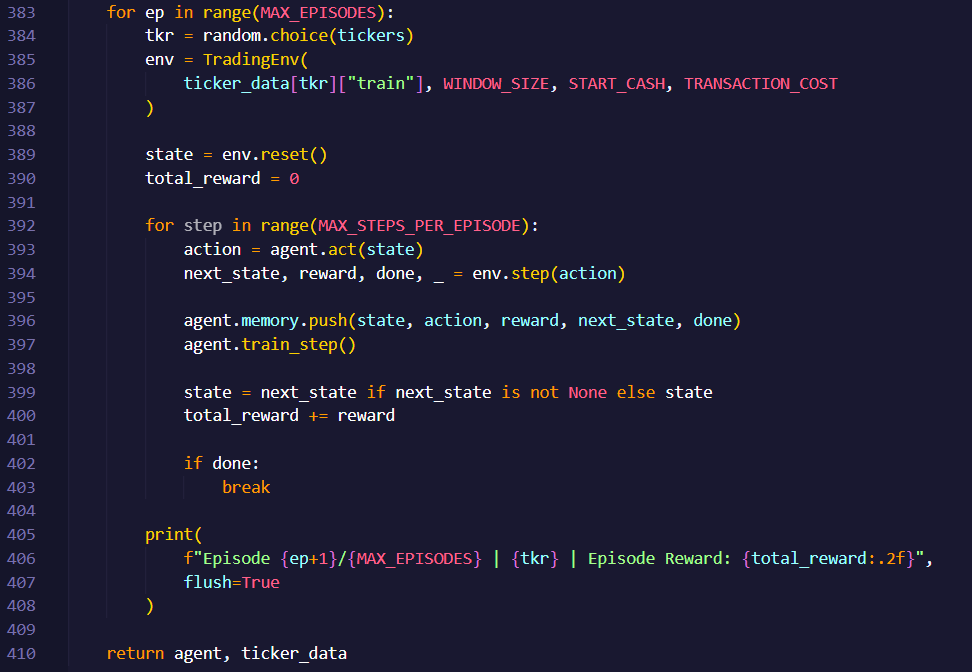 383 for ep in range(MAX_EPISODES):
384     tkr = random.choice(tickers)
385     env = TradingEnv(
386         ticker_data[tkr]["train"], WINDOW_SIZE, START_CASH, TRANSACTION_COST
387     )
388
389     state = env.reset()
390     total_reward = 0
391
392     for step in range(MAX_STEPS_PER_EPISODE):
393         action = agent.act(state)
394         next_state, reward, done, _ = env.step(action)
395
396         agent.memory.push(state, action, reward, next_state, done)
397         agent.train_step()
398
399         state = next_state if next_state is not None else state
400         total_reward += reward
401
402         if done:
403             break
404
405     print(
406         f"Episode {ep+1}/{MAX_EPISODES} | {tkr} | Episode Reward: {total_reward:.2f}",
407         flush=True
408     )
409
410 return agent, ticker_data